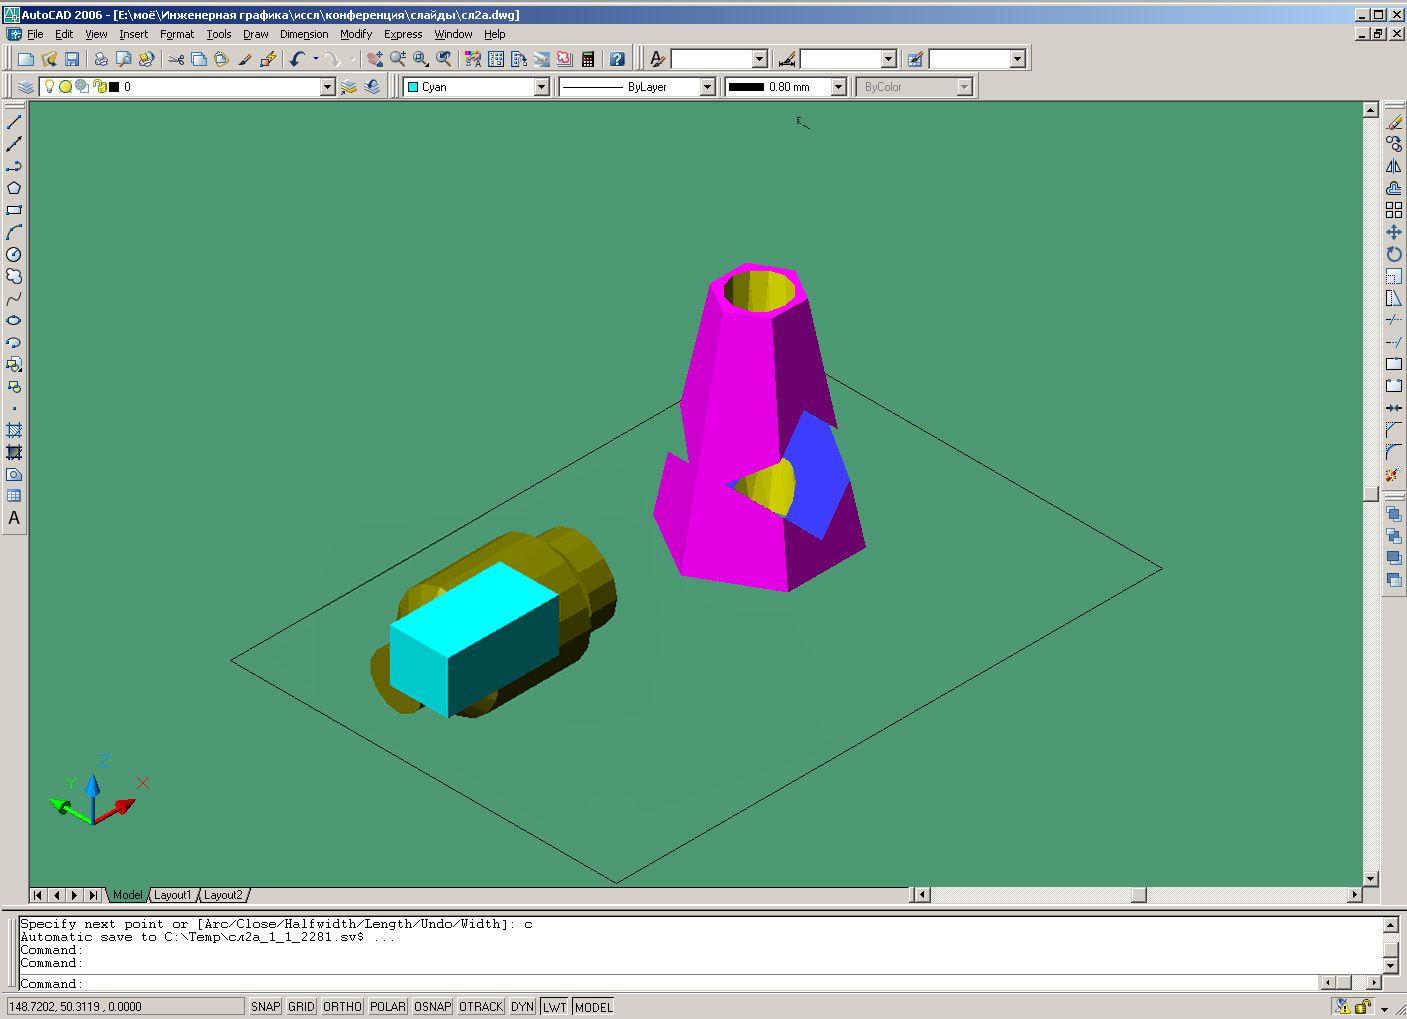 AutoCAD 2006 - [E:\моё\Инженерная графика\иссл\конференция\слайды\сл2a.dwg]
File Edit View Insert Format Tools Draw Dimension Modify Express Window Help
0 Cyan ByLayer 0.80 mm ByColor
A
Z
Y X
Model Layout1 Layout2
Specify next point or [Arc/Close/Halfwidth/Length/Undo/Width]: c
Automatic save to C:\Temp\сл2a_1_1_2281.sv$ ...
Command:
Command:
Command:
148.7202, 50.3119 , 0.0000 SNAP GRID ORTHO POLAR OSNAP OTRACK DYN LWT MODEL